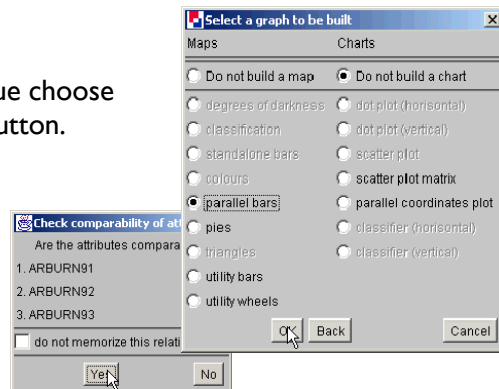 ue choose
utton.
Select a graph to be built
Maps Charts
Do not build a map Do not build a chart
degrees of darkness dot plot (horisontal)
classification dot plot (vertical)
standalone bars scatter plot
colours scatter plot matrix
parallel bars parallel coordinates plot
pies classifier (horisontal)
triangles classifier (vertical)
utility bars
utility wheels
OK Back Cancel
Check comparability of att
Are the attributes compara
1. ARBURN91
2. ARBURN92
3. ARBURN93
do not memorize this relati
Yes No